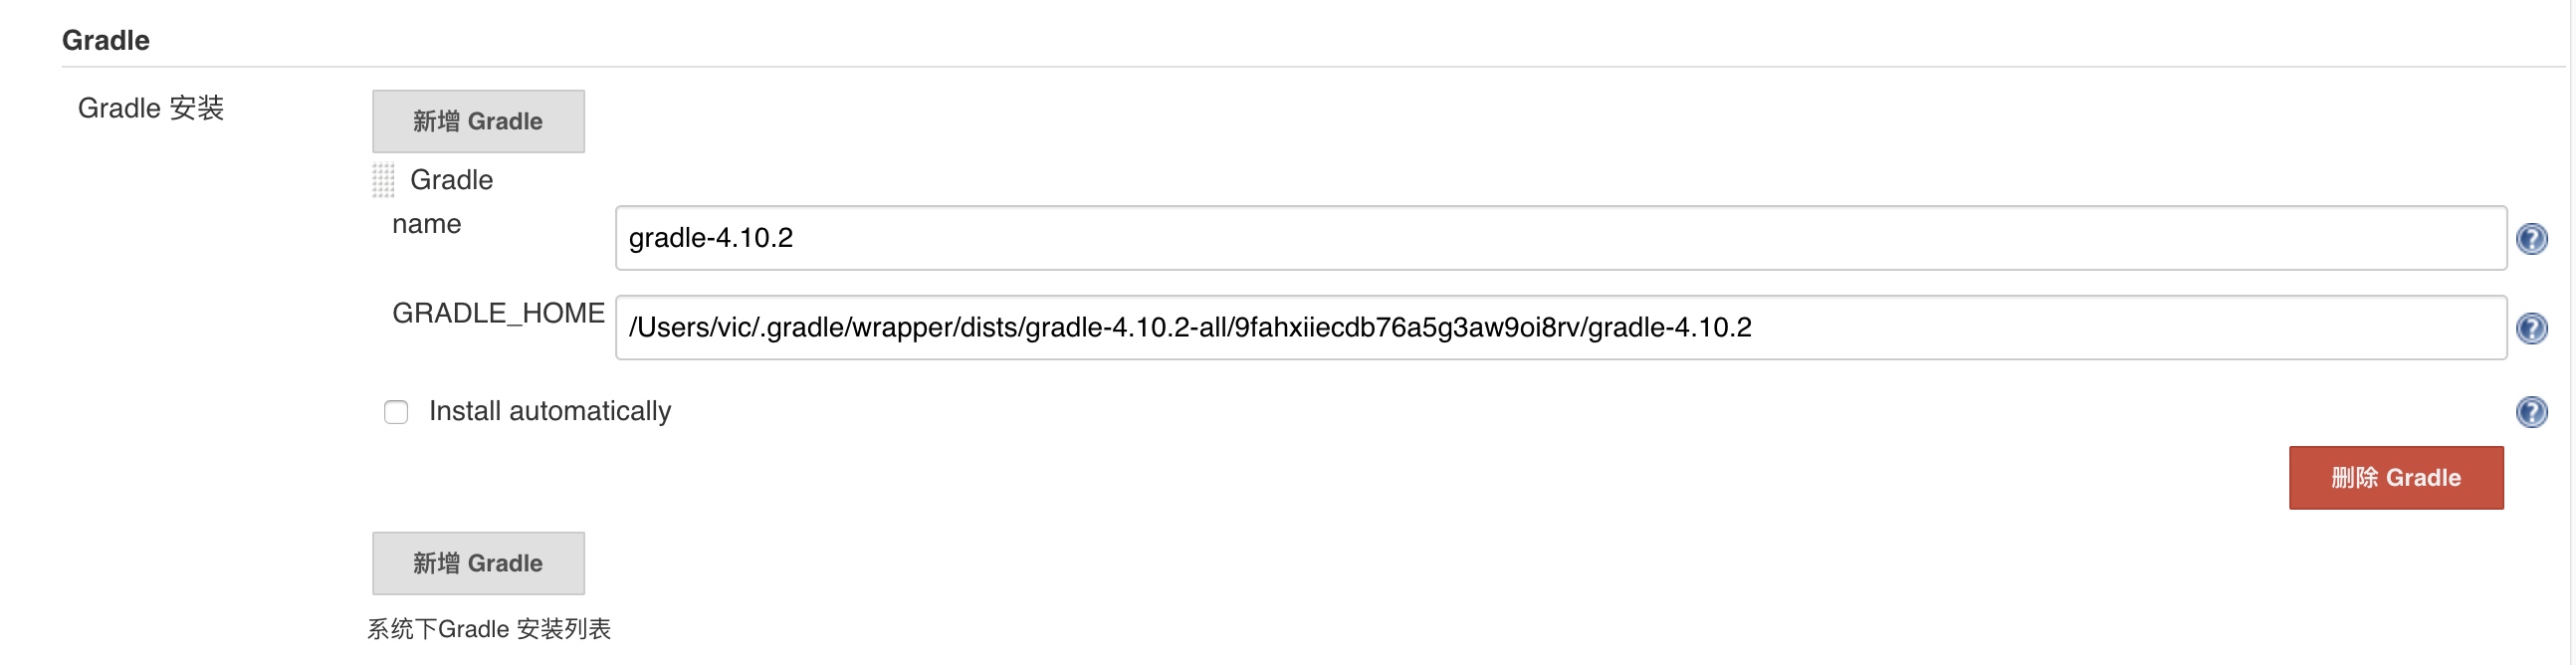 Gradle
Gradle 安装
新增 Gradle
Gradle
name
gradle-4.10.2
GRADLE_HOME
/Users/vic/.gradle/wrapper/dists/gradle-4.10.2-all/9fahxiiecdb76a5g3aw9oi8rv/gradle-4.10.2
Install automatically
删除 Gradle
新增 Gradle
系统下Gradle 安装列表